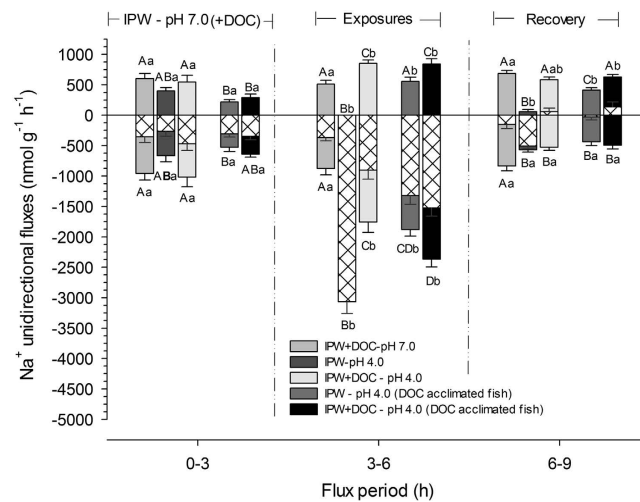 IPW - pH 7.0 (+DOC)
Exposures
Recovery
Na+ unidirectional fluxes (nmol g-1 h-1)
1000
500
0
-500
-1000
-1500
-2000
-2500
-3000
-3500
-4000
-4500
-5000
Aa
ABa
Aa
Ba
Ba
Aa
ABa
Aa
Ba
Ba
Aa
Bb
Cb
Ab
Cb
Aa
Bb
Cb
CDb
Db
Aa
Bb
Aab
Cb
Ab
Aa
Ba
Aa
Ba
Ba
IPW+DOC-pH 7.0
IPW-pH 4.0
IPW+DOC - pH 4.0
IPW - pH 4.0 (DOC acclimated fish)
IPW+DOC - pH 4.0 (DOC acclimated fish)
0-3
3-6
6-9
Flux period (h)